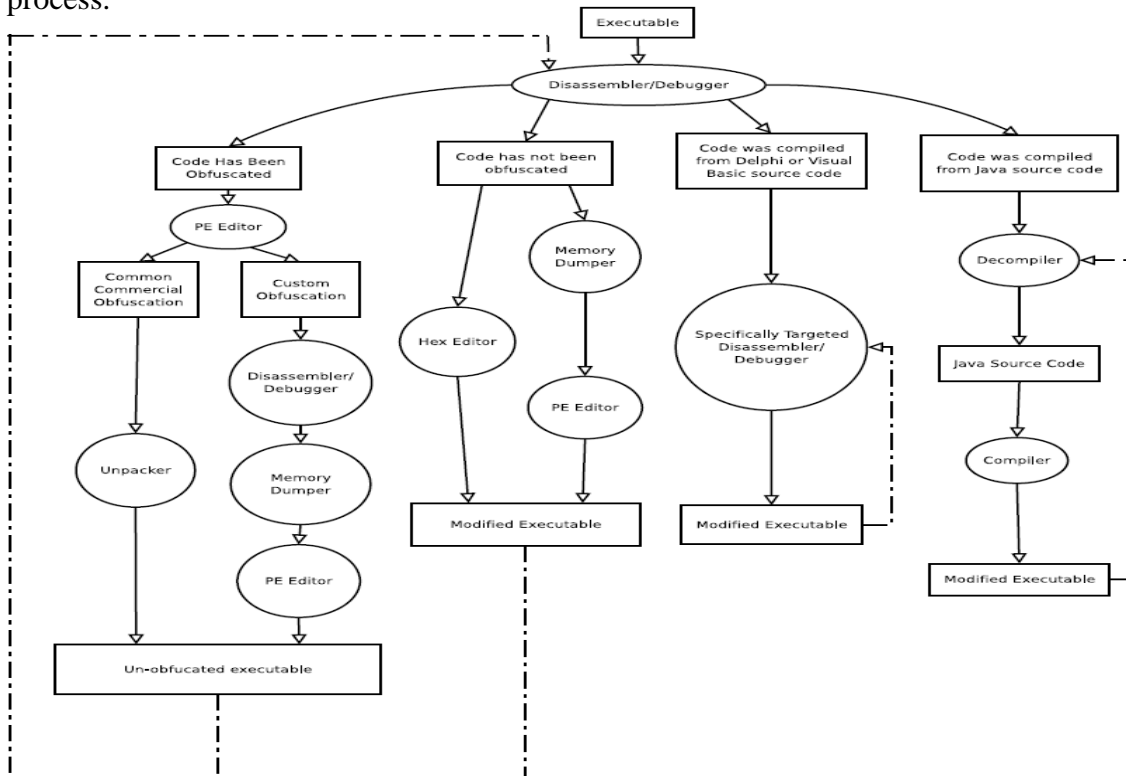 process.
Executable
Disassembler/Debugger
Code Has Been
Obfuscated
Code has not been
obfuscated
Code was compiled
from Delphi or Visual
Basic source code
Code was compiled
from Java source code
PE Editor
Common
Commercial
Obfuscation
Custom
Obfuscation
Memory
Dumper
Decompiler
Hex Editor
Specifically Targeted
Disassembler/
Debugger
Disassembler/
Debugger
Java Source Code
PE Editor
Unpacker
Memory
Dumper
Compiler
Modified Executable
Modified Executable
PE Editor
Modified Executable
Un-obfucated executable